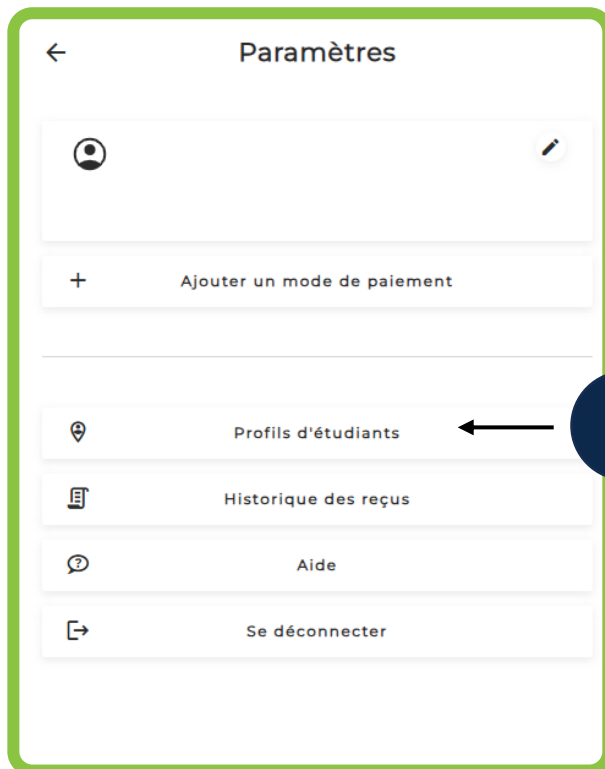 Paramètres
Ajouter un mode de paiement
Profils d'étudiants
Historique des reçus
Aide
Se déconnecter